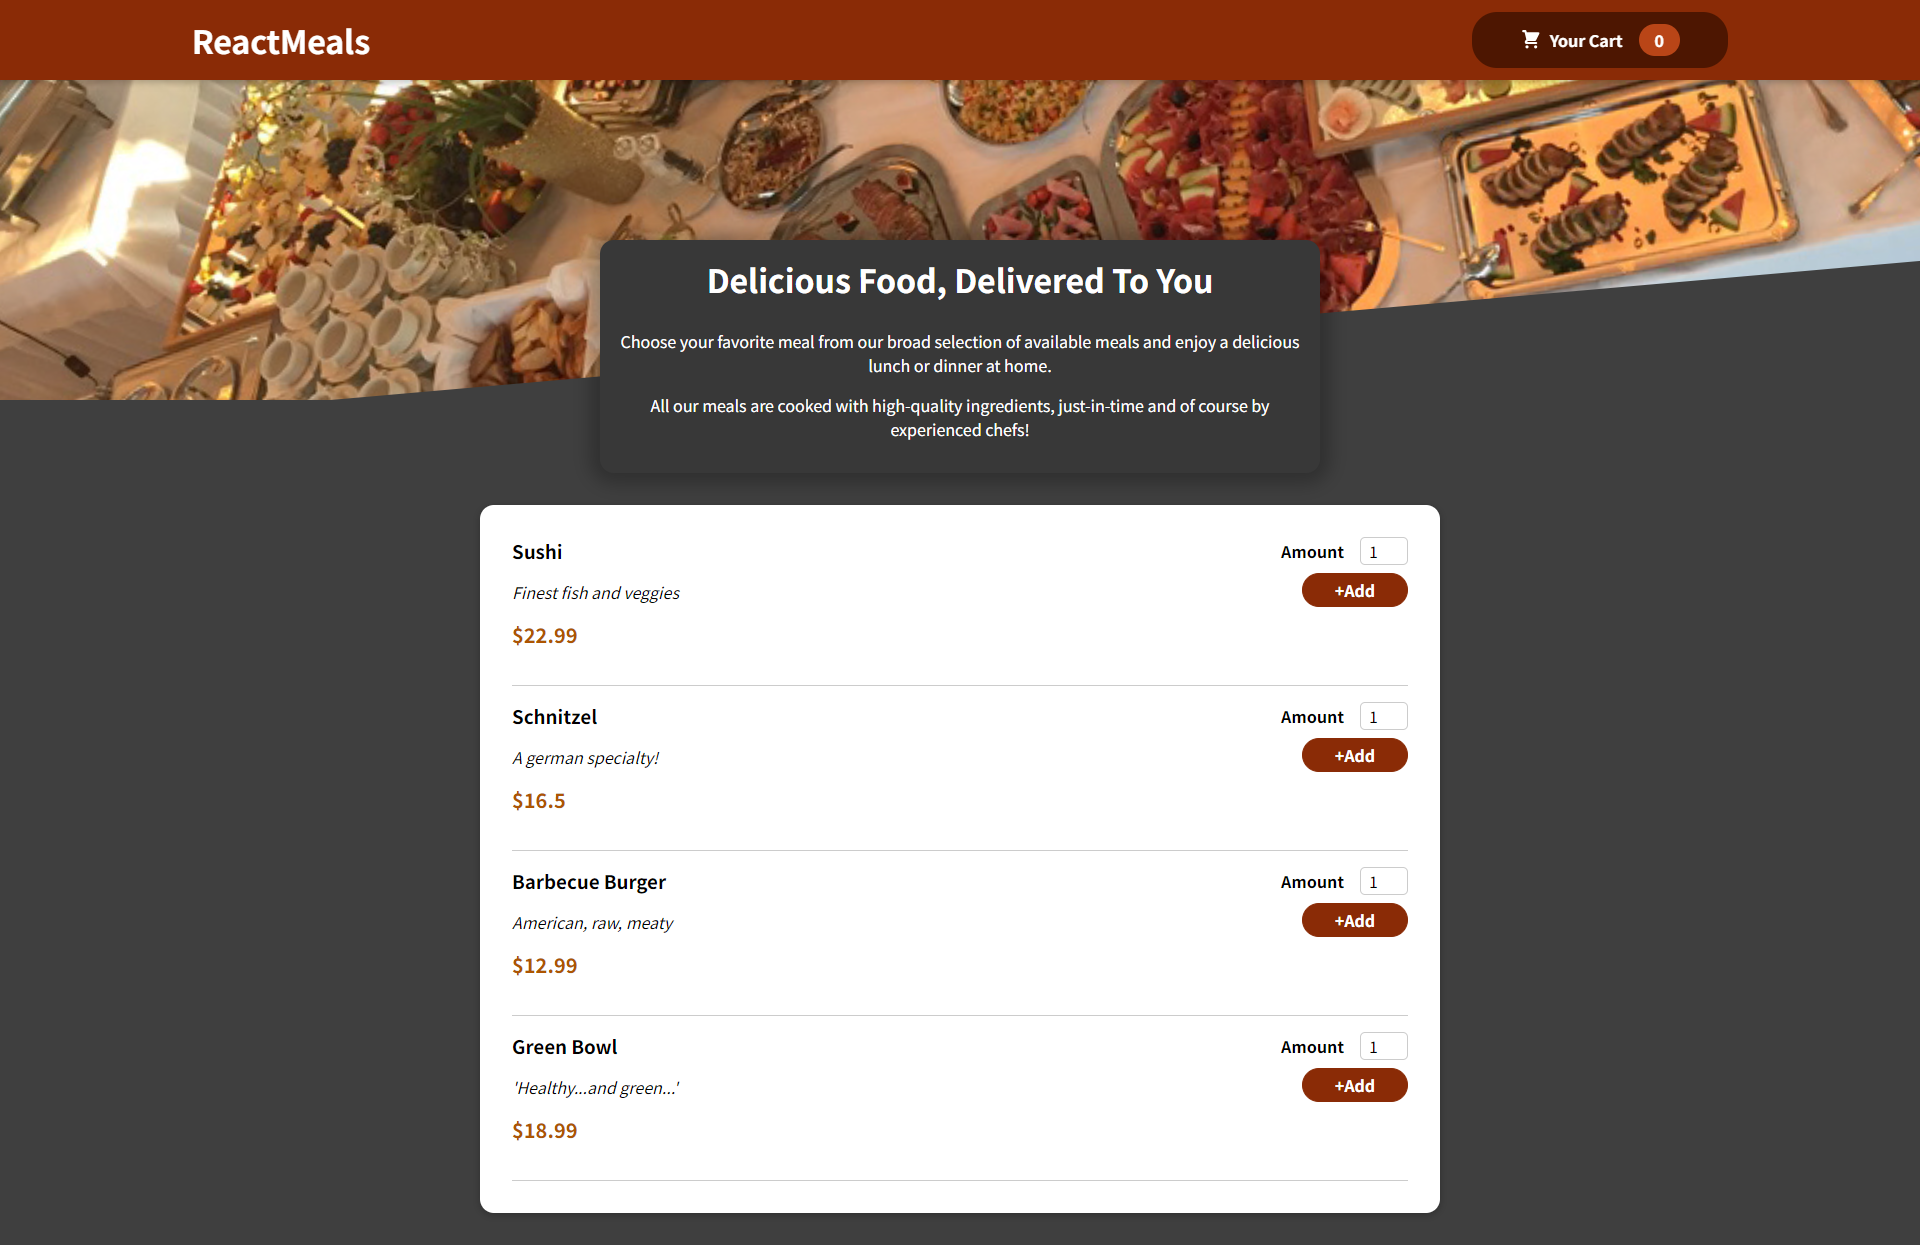 ReactMeals
Your Cart 0
Delicious Food, Delivered To You
Choose your favorite meal from our broad selection of available meals and enjoy a delicious
lunch or dinner at home.
All our meals are cooked with high-quality ingredients, just-in-time and of course by
experienced chefs!
Sushi
Amount 1
Finest fish and veggies
+Add
$22.99
Schnitzel
Amount 1
A german specialty!
+Add
$16.5
Barbecue Burger
Amount 1
American, raw, meaty
+Add
$12.99
Green Bowl
Amount 1
'Healthy...and green...'
+Add
$18.99